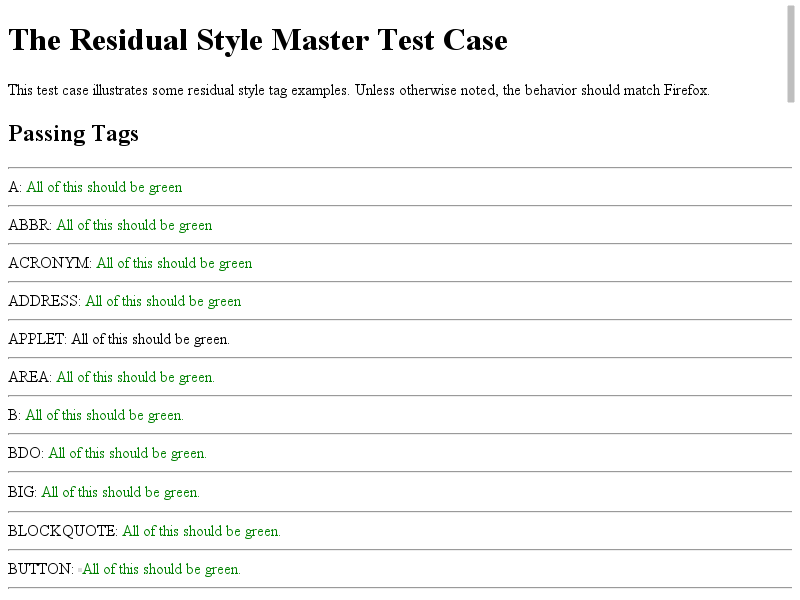 The Residual Style Master Test Case
This test case illustrates some residual style tag examples. Unless otherwise noted, the behavior should match Firefox.
Passing Tags
A: All of this should be green
ABBR: All of this should be green
ACRONYM: All of this should be green
ADDRESS: All of this should be green
APPLET: All of this should be green.
AREA: All of this should be green.
B: All of this should be green.
BDO: All of this should be green.
BIG: All of this should be green.
BLOCKQUOTE: All of this should be green.
BUTTON: All of this should be green.